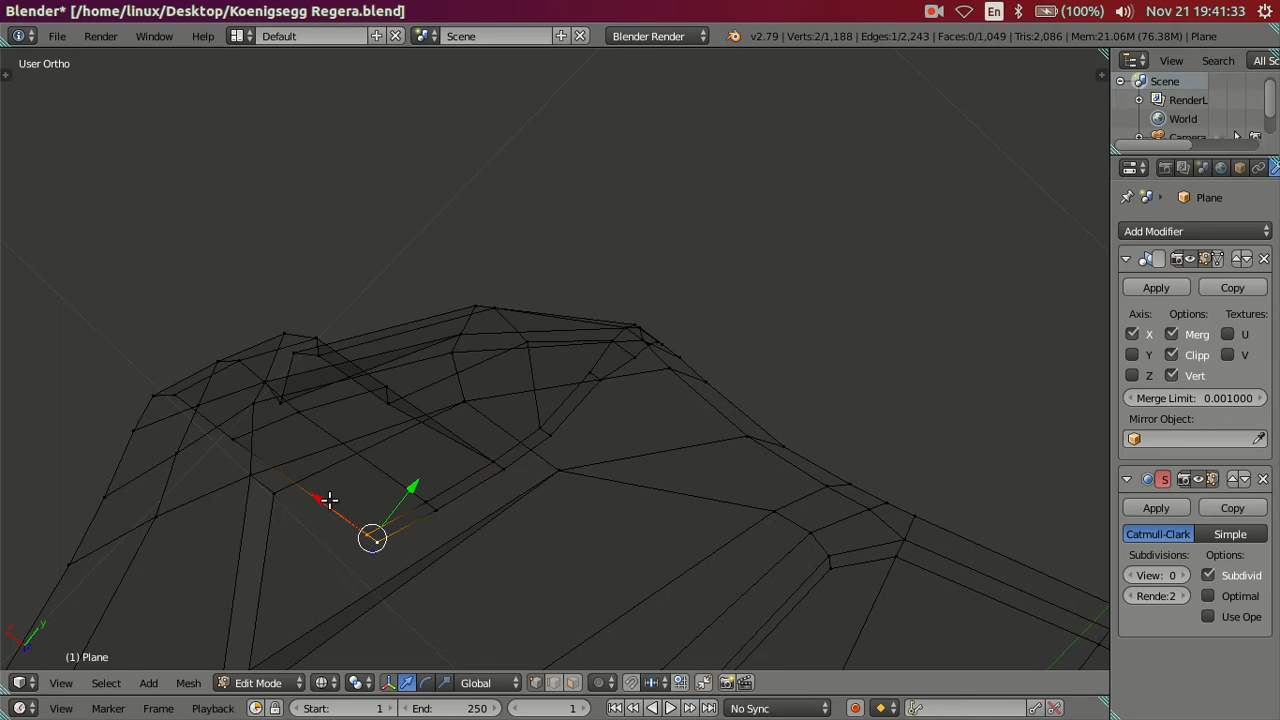 Blender* [/home/linux/Desktop/Koenigsegg Regera.blend]
En (100%) Nov 21 19:41:33
File Render Window Help Default Scene Blender Render v2.79 | Verts:2/1,188 | Edges:1/2,243 | Faces:0/1,049 | Tris:2,086 | Mem:21.06M (76.38M) | Plane
User Ortho
View Search All Sc
Scene
RenderL
World
Camera
Plane
Add Modifier
Apply Copy
Axis: Options: Textures:
X Merg U
Y Clipp V
Z Vert
Merge Limit: 0.001000
Mirror Object:
S
Apply Copy
Catmull-Clark Simple
Subdivisions: Options:
View: 0 Subdivid
Rende: 2 Optimal
Use Ope
x y z
(1) Plane
View Select Add Mesh Edit Mode Global
View Marker Frame Playback Start: 1 End: 250 1 No Sync